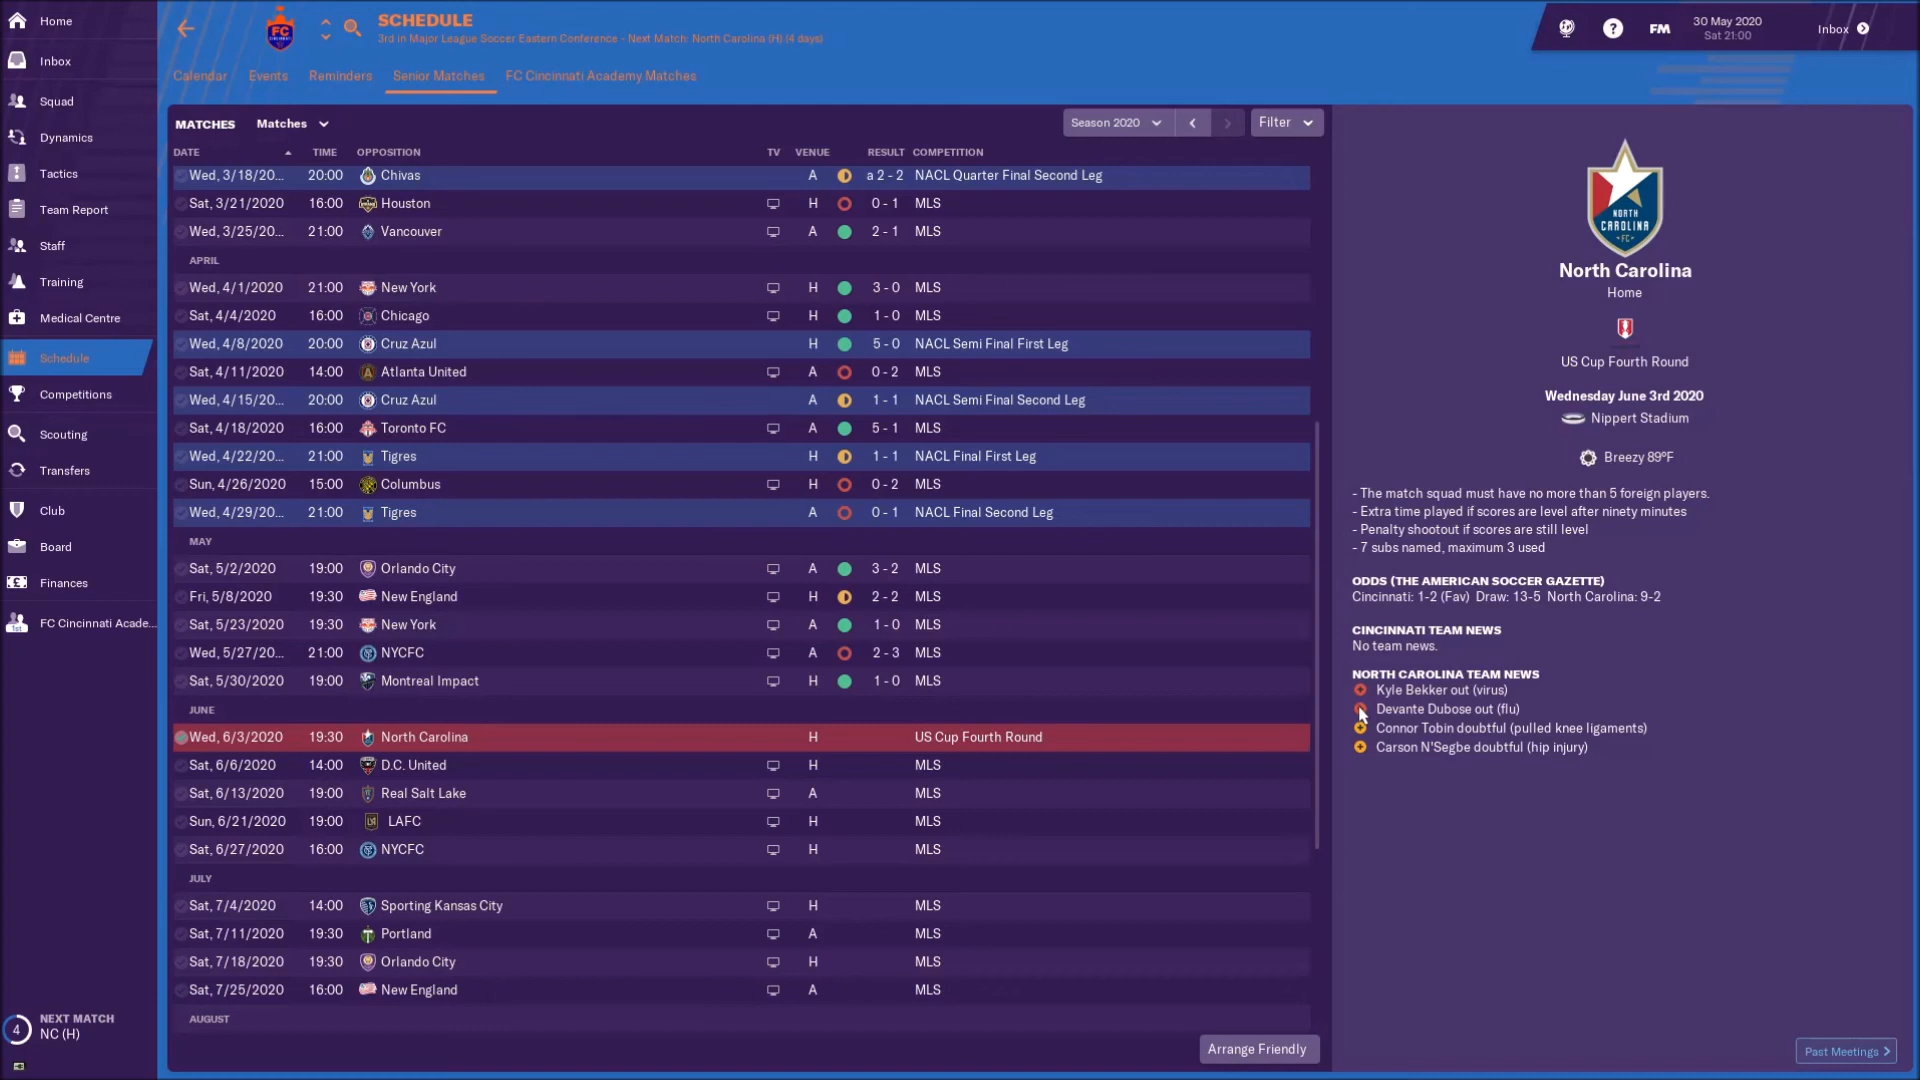 Home
Inbox
Squad
Dynamics
Tactics
Team Report
Staff
Training
Medical Centre
Schedule
Competitions
Scouting
Transfers
Club
Board
Finances
1st FC Cincinnati Acade...
4 NEXT MATCH
NC (H)
FC
SCHEDULE
3rd in Major League Soccer Eastern Conference - Next Match: North Carolina (H) (4 days)
? FM 30 May 2020
Sat 21:00
Inbox
Calendar Events Reminders Senior Matches FC Cincinnati Academy Matches
MATCHES Matches Season 2020 Filter
DATE TIME OPPOSITION TV VENUE RESULT COMPETITION
Wed, 3/18/20... 20:00 Chivas A a 2 - 2 NACL Quarter Final Second Leg
Sat, 3/21/2020 16:00 Houston H 0 - 1 MLS
Wed, 3/25/20... 21:00 Vancouver A 2 - 1 MLS
APRIL
Wed, 4/1/2020 21:00 New York H 3 - 0 MLS
Sat, 4/4/2020 16:00 Chicago H 1 - 0 MLS
Wed, 4/8/2020 20:00 Cruz Azul H 5 - 0 NACL Semi Final First Leg
Sat, 4/11/2020 14:00 Atlanta United A 0 - 2 MLS
Wed, 4/15/20... 20:00 Cruz Azul A 1 - 1 NACL Semi Final Second Leg
Sat, 4/18/2020 16:00 Toronto FC A 5 - 1 MLS
Wed, 4/22/20... 21:00 Tigres H 1 - 1 NACL Final First Leg
Sun, 4/26/2020 15:00 Columbus H 0 - 2 MLS
Wed, 4/29/20... 21:00 Tigres A 0 - 1 NACL Final Second Leg
MAY
Sat, 5/2/2020 19:00 Orlando City A 3 - 2 MLS
Fri, 5/8/2020 19:30 New England H 2 - 2 MLS
Sat, 5/23/2020 19:30 New York A 1 - 0 MLS
Wed, 5/27/20... 21:00 NYCFC A 2 - 3 MLS
Sat, 5/30/2020 19:00 Montreal Impact H 1 - 0 MLS
JUNE
Wed, 6/3/2020 19:30 North Carolina H US Cup Fourth Round
Sat, 6/6/2020 14:00 D.C. United H MLS
Sat, 6/13/2020 19:00 Real Salt Lake A MLS
Sun, 6/21/2020 19:00 LAFC H MLS
Sat, 6/27/2020 16:00 NYCFC H MLS
JULY
Sat, 7/4/2020 14:00 Sporting Kansas City H MLS
Sat, 7/11/2020 19:30 Portland A MLS
Sat, 7/18/2020 19:30 Orlando City H MLS
Sat, 7/25/2020 16:00 New England A MLS
AUGUST
Arrange Friendly
NORTH
CAROLINA
FC
North Carolina
Home
US Cup Fourth Round
Wednesday June 3rd 2020
Nippert Stadium
Breezy 89ºF
- The match squad must have no more than 5 foreign players.
- Extra time played if scores are level after ninety minutes
- Penalty shootout if scores are still level
- 7 subs named, maximum 3 used
ODDS (THE AMERICAN SOCCER GAZETTE)
Cincinnati: 1-2 (Fav) Draw: 13-5 North Carolina: 9-2
CINCINNATI TEAM NEWS
No team news.
NORTH CAROLINA TEAM NEWS
Kyle Bekker out (virus)
Devante Dubose out (flu)
Connor Tobin doubtful (pulled knee ligaments)
Carson N'Segbe doubtful (hip injury)
Past Meetings